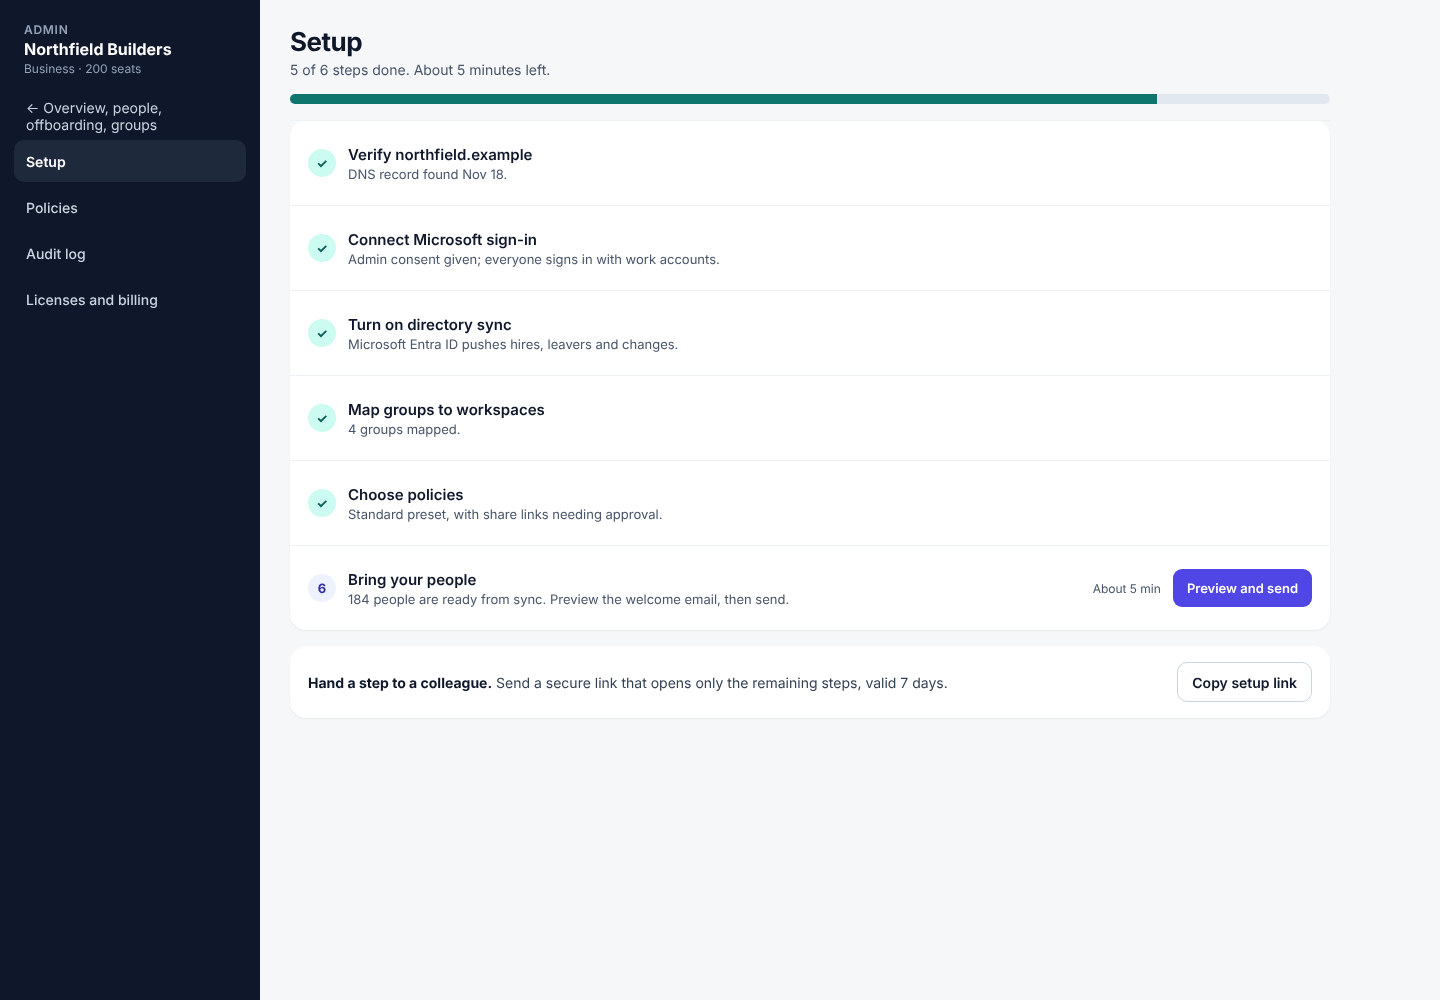 ADMIN
Northfield Builders
Business · 200 seats
← Overview, people,
offboarding, groups
Setup
Policies
Audit log
Licenses and billing
Setup
5 of 6 steps done. About 5 minutes left.
Verify northfield.example
DNS record found Nov 18.
Connect Microsoft sign-in
Admin consent given; everyone signs in with work accounts.
Turn on directory sync
Microsoft Entra ID pushes hires, leavers and changes.
Map groups to workspaces
4 groups mapped.
Choose policies
Standard preset, with share links needing approval.
6
Bring your people
184 people are ready from sync. Preview the welcome email, then send.
About 5 min
Preview and send
Hand a step to a colleague. Send a secure link that opens only the remaining steps, valid 7 days.
Copy setup link